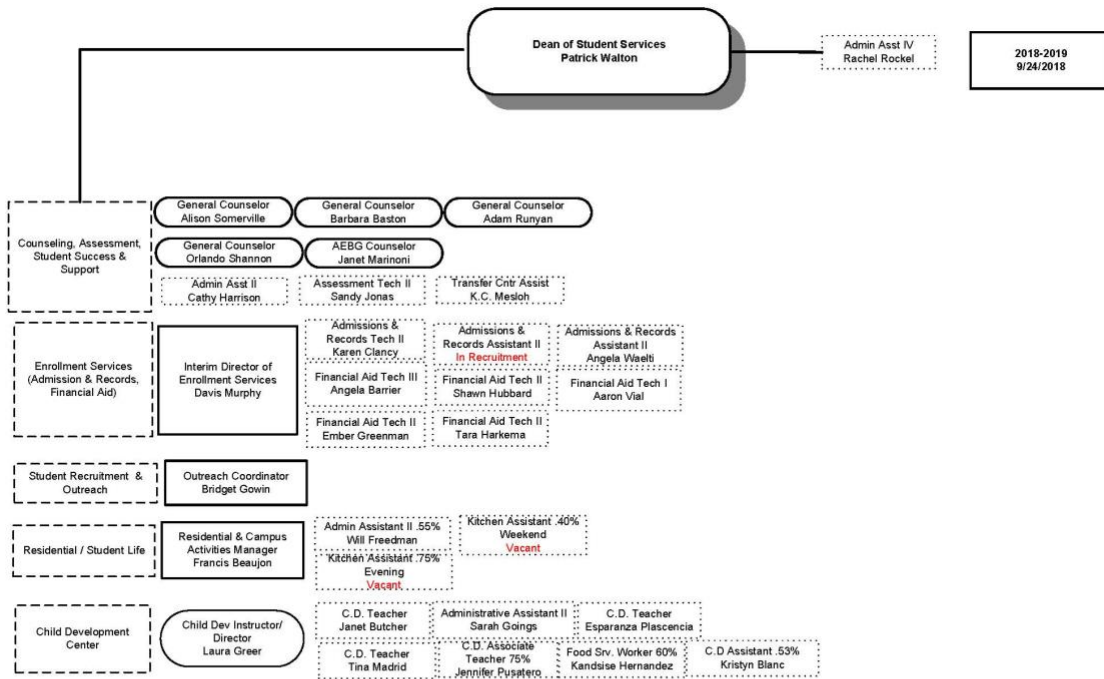 Dean of Student Services
Patrick Walton
Admin Asst IV
Rachel Rockel
2018-2019
9/24/2018
Counseling, Assessment,
Student Success &
Support
General Counselor
Alison Somerville
General Counselor
Barbara Baston
General Counselor
Adam Runyan
General Counselor
Orlando Shannon
AEBG Counselor
Janet Marinoni
Admin Asst II
Cathy Harrison
Assessment Tech II
Sandy Jonas
Transfer Cntr Assist
K.C. Mesloh
Enrollment Services
(Admission & Records,
Financial Aid)
Interim Director of
Enrollment Services
Davis Murphy
Admissions &
Records Tech II
Karen Clancy
Admissions &
Records Assistant II
In Recruitment
Admissions & Records
Assistant II
Angela Waelti
Financial Aid Tech III
Angela Barrier
Financial Aid Tech II
Shawn Hubbard
Financial Aid Tech I
Aaron Vial
Financial Aid Tech II
Ember Greenman
Financial Aid Tech II
Tara Harkema
Student Recruitment &
Outreach
Outreach Coordinator
Bridget Gowin
Residential / Student Life
Residential & Campus
Activities Manager
Francis Beaujon
Admin Assistant II .55%
Will Freedman
Kitchen Assistant .40%
Weekend
Vacant
Kitchen Assistant .75%
Evening
Vacant
Child Development
Center
Child Dev Instructor/
Director
Laura Greer
C.D. Teacher
Janet Butcher
Administrative Assistant II
Sarah Goings
C.D. Teacher
Esparanza Plascencia
C.D. Teacher
Tina Madrid
C.D. Associate
Teacher 75%
Jennifer Pusatero
Food Srv. Worker 60%
Kandsise Hernandez
C.D Assistant .53%
Kristyn Blanc